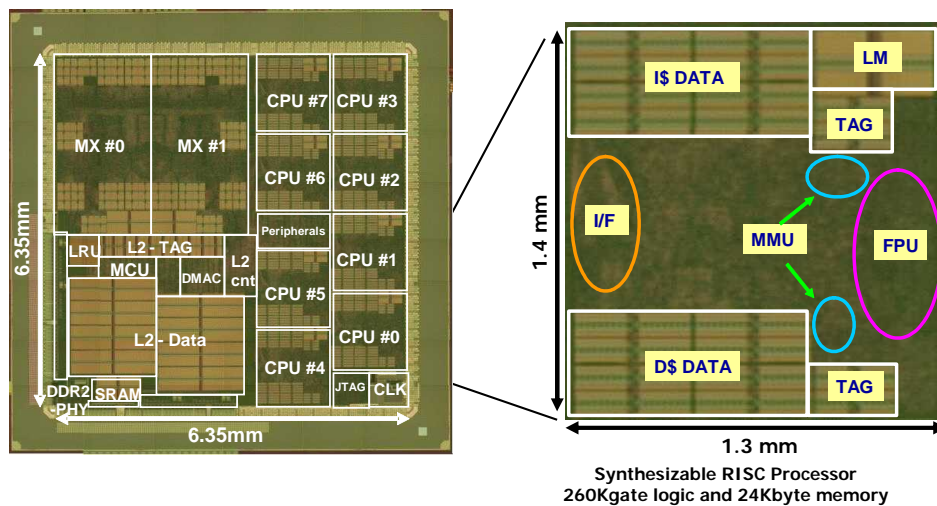 MX #0
MX #1
CPU #7
CPU #3
CPU #6
CPU #2
Peripherals
CPU #1
CPU #5
CPU #0
CPU #4
JTAG
CLK
LRU
L2 - TAG
L2
cnt
MCU
DMAC
L2 - Data
DDR2
PHY
SRAM
6.35mm
6.35mm
I$ DATA
LM
TAG
I/F
MMU
FPU
D$ DATA
TAG
1.4 mm
1.3 mm
Synthesizable RISC Processor
260Kgate logic and 24Kbyte memory